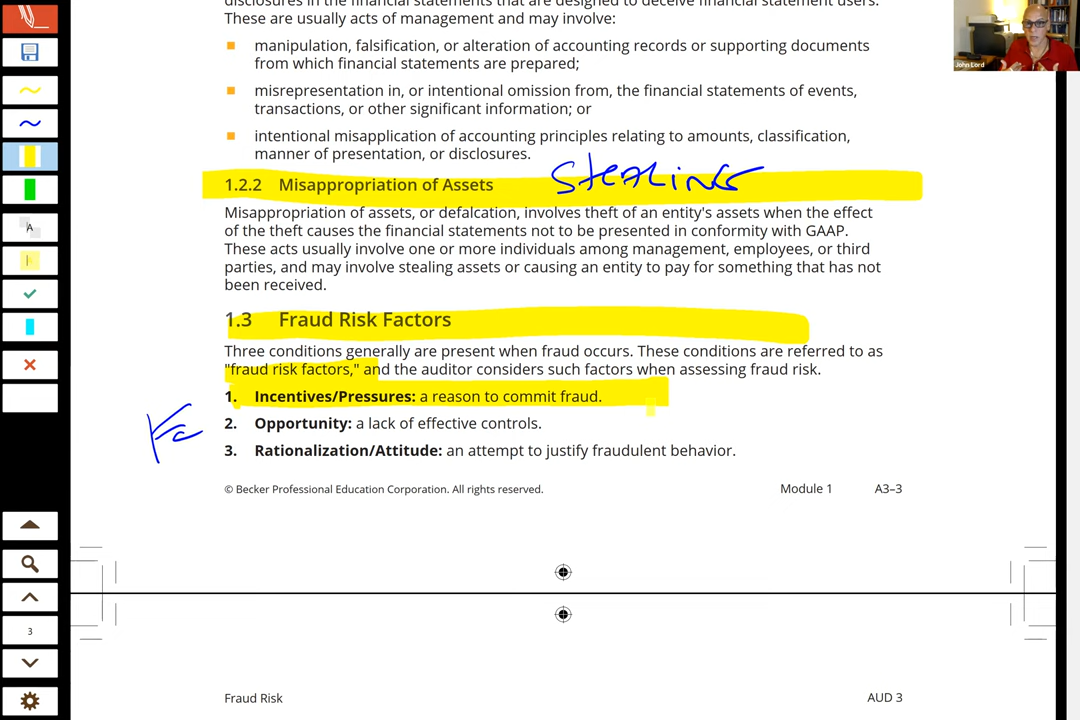 disclosures in the financial statements that are designed to deceive financial statement users.
These are usually acts of management and may involve:
John Lord
manipulation, falsification, or alteration of accounting records or supporting documents
from which financial statements are prepared;
misrepresentation in, or intentional omission from, the financial statements of events,
transactions, or other significant information; or
intentional misapplication of accounting principles relating to amounts, classification,
manner of presentation, or disclosures.
1.2.2 Misappropriation of Assets STEALING
Misappropriation of assets, or defalcation, involves theft of an entity's assets when the effect
of the theft causes the financial statements not to be presented in conformity with GAAP.
These acts usually involve one or more individuals among management, employees, or third
parties, and may involve stealing assets or causing an entity to pay for something that has not
been received.
1.3 Fraud Risk Factors
Three conditions generally are present when fraud occurs. These conditions are referred to as
"fraud risk factors," and the auditor considers such factors when assessing fraud risk.
1. Incentives/Pressures: a reason to commit fraud.
2. Opportunity: a lack of effective controls.
3. Rationalization/Attitude: an attempt to justify fraudulent behavior.
© Becker Professional Education Corporation. All rights reserved. Module 1 A3–3
3
Fraud Risk AUD 3
A